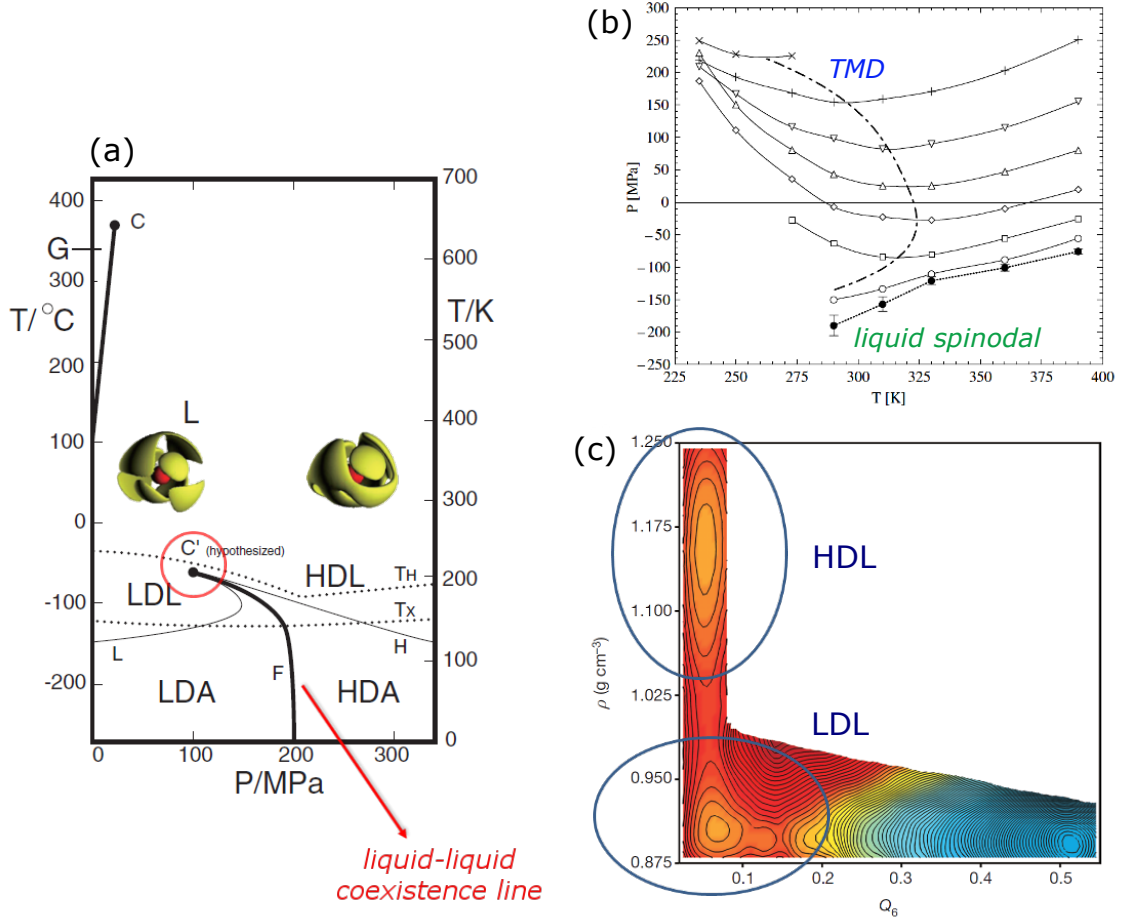 (a)
700
400
C
600
G
300
T/°C
T/K
500
200
L
400
100
300
0
C' (hypothesized)
HDL
TH
200
LDL
-100
Tx
L
H
100
F
-200
LDA
HDA
0
0
100
200
300
P/MPa
liquid-liquid
coexistence line
(b)
300
250
200
150
100
50
0
−50
−100
−150
−200
−250
P [MPa]
TMD
liquid spinodal
225
250
275
300
325
350
375
400
T [K]
(c)
1.250
1.175
1.100
1.025
0.950
0.875
ρ (g cm⁻³)
HDL
LDL
0.1
0.2
0.3
0.4
0.5
Q₆